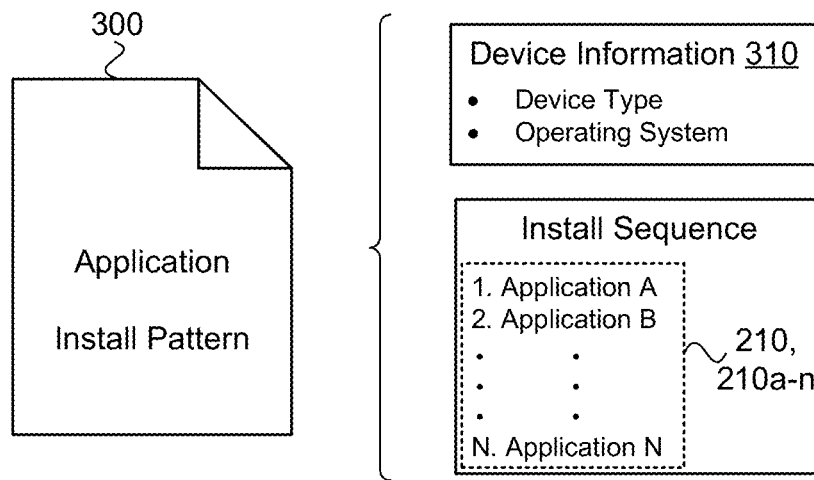 300
Application
Install Pattern
Device Information 310
• Device Type
• Operating System
Install Sequence
1. Application A
2. Application B
N. Application N
210,
210a-n